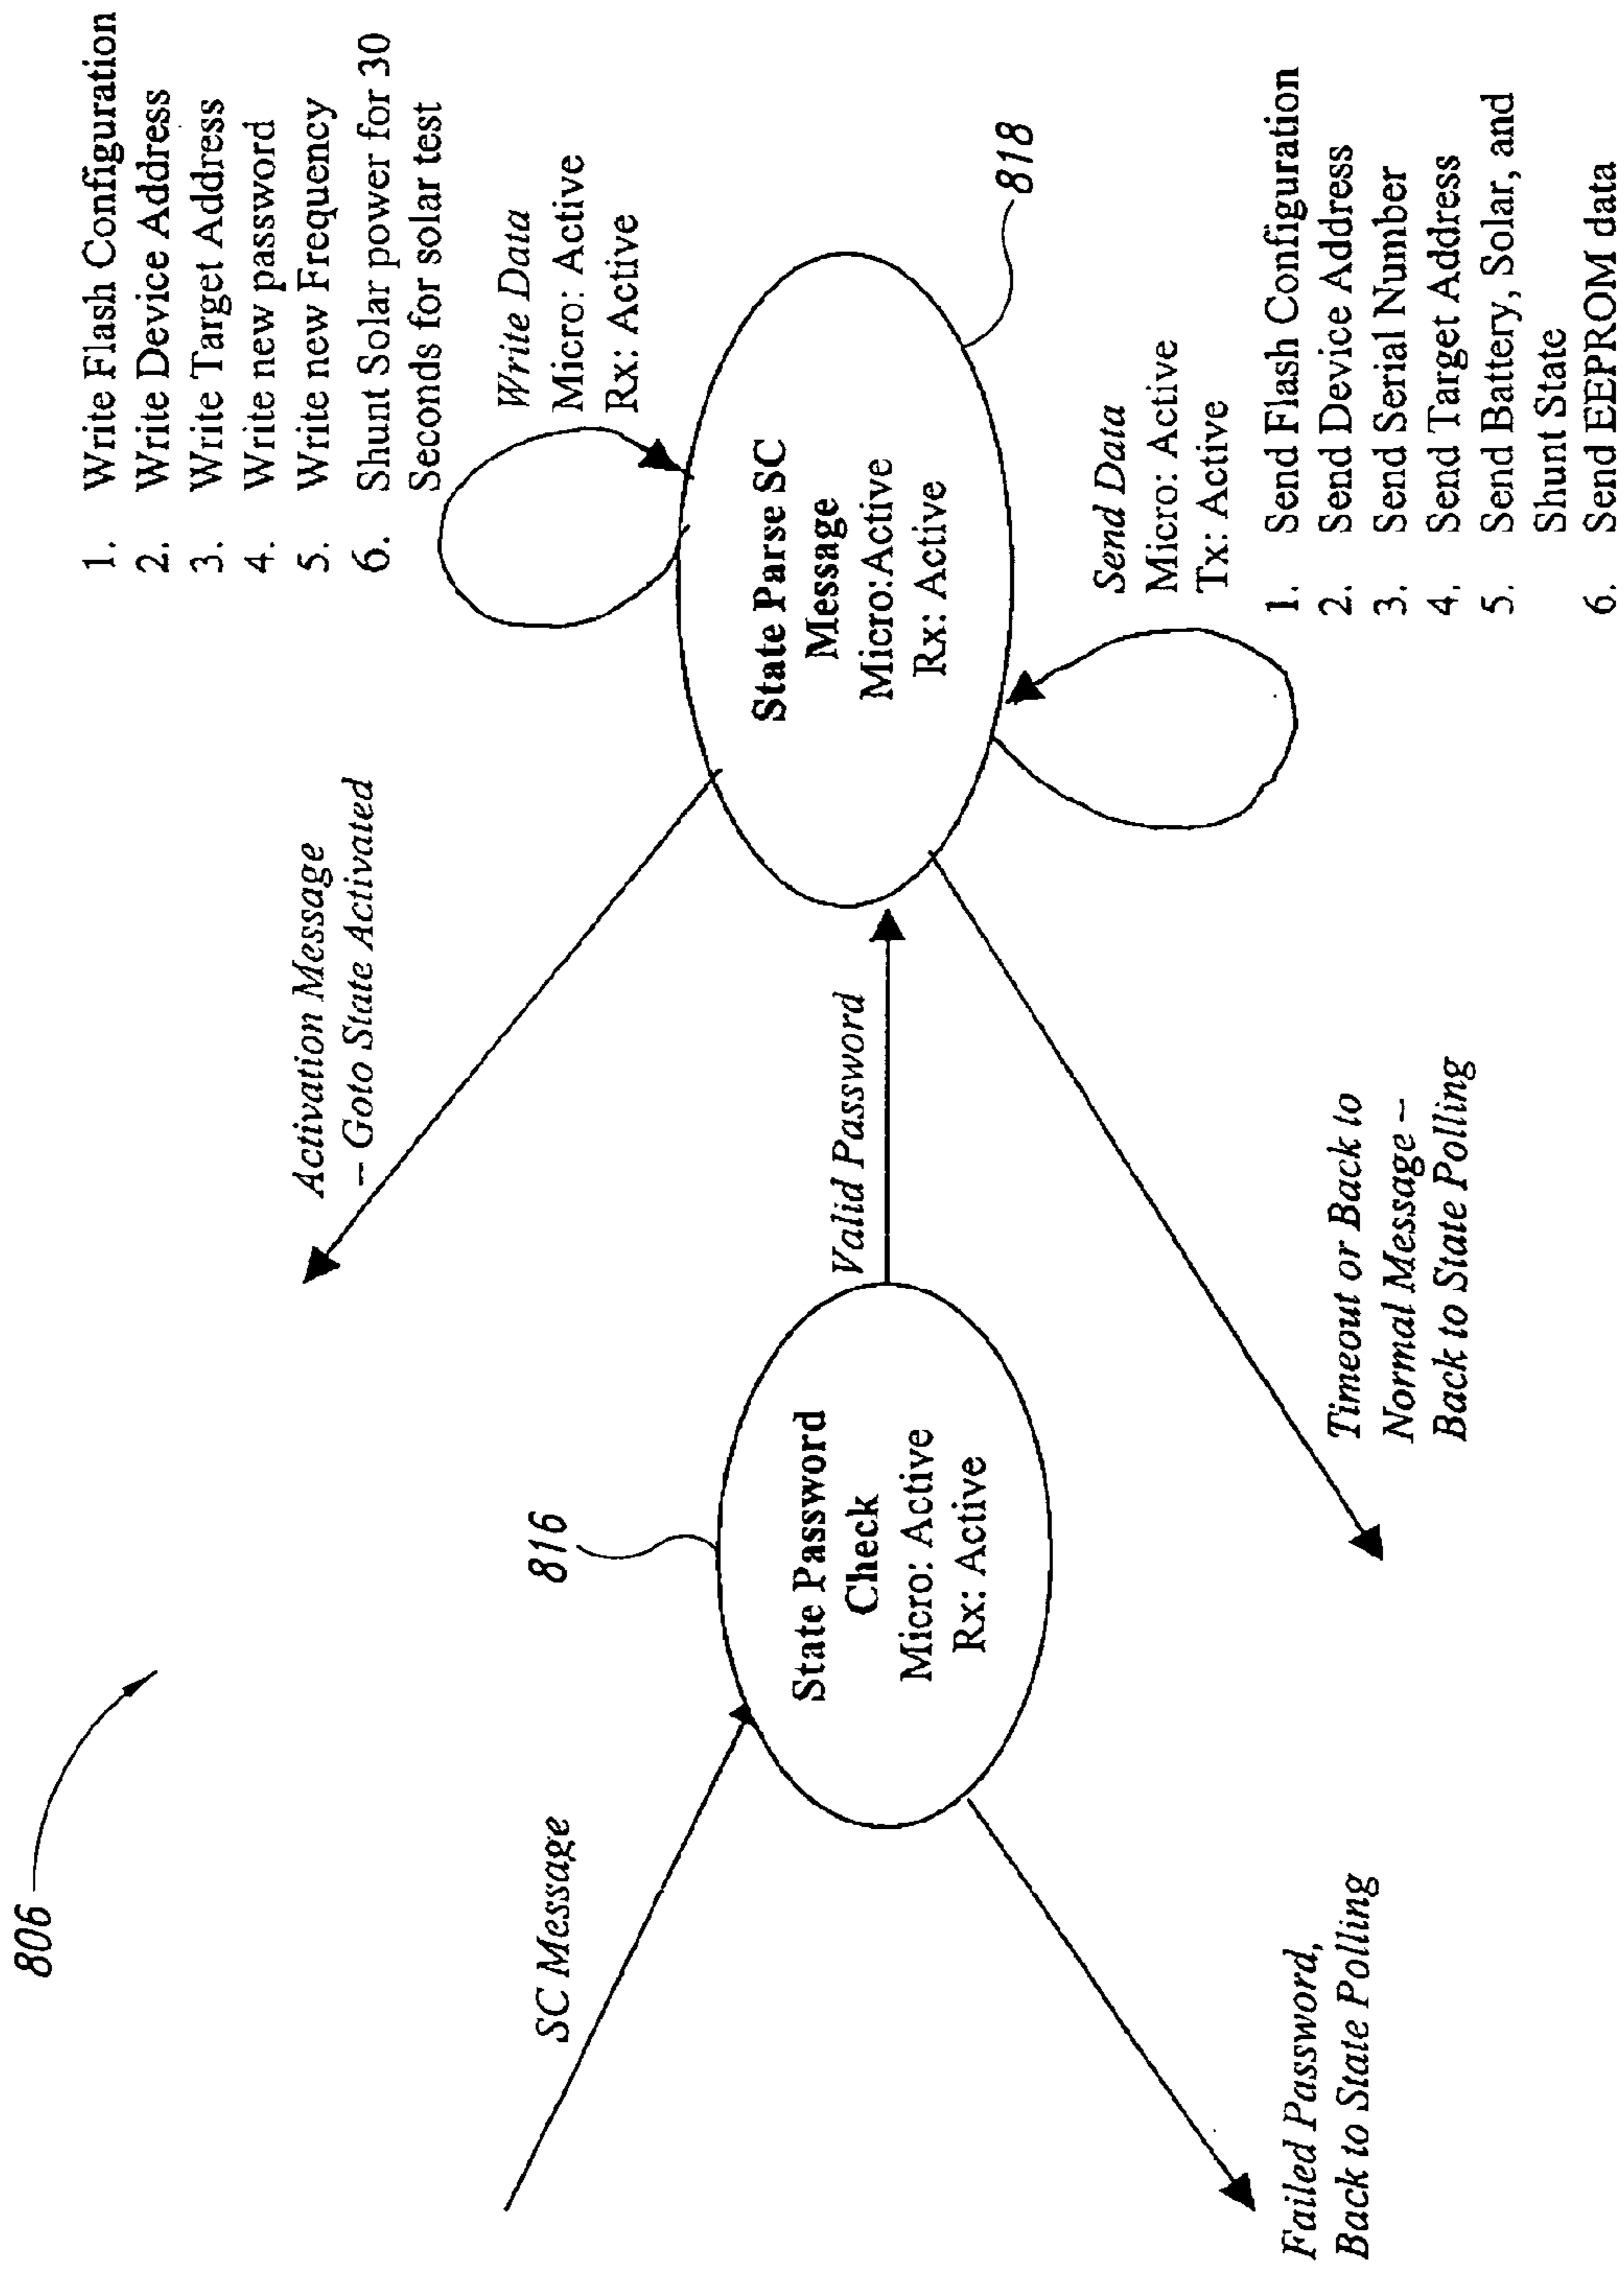 806
1. Write Flash Configuration
2. Write Device Address
3. Write Target Address
4. Write new password
5. Write new Frequency
6. Shunt Solar power for 30
Seconds for solar test
Activation Message
– Goto State Activated
Write Data
Micro: Active
Rx: Active
SC Message
816
State Password
Check
Micro: Active
Rx: Active
Valid Password
State Parse SC
Message
Micro:Active
Rx: Active
818
Send Data
Micro: Active
Tx: Active
1. Send Flash Configuration
2. Send Device Address
3. Send Serial Number
4. Send Target Address
5. Send Battery, Solar, and
Shunt State
6. Send EEPROM data
Failed Password,
Back to State Polling
Timeout or Back to
Normal Message –
Back to State Polling